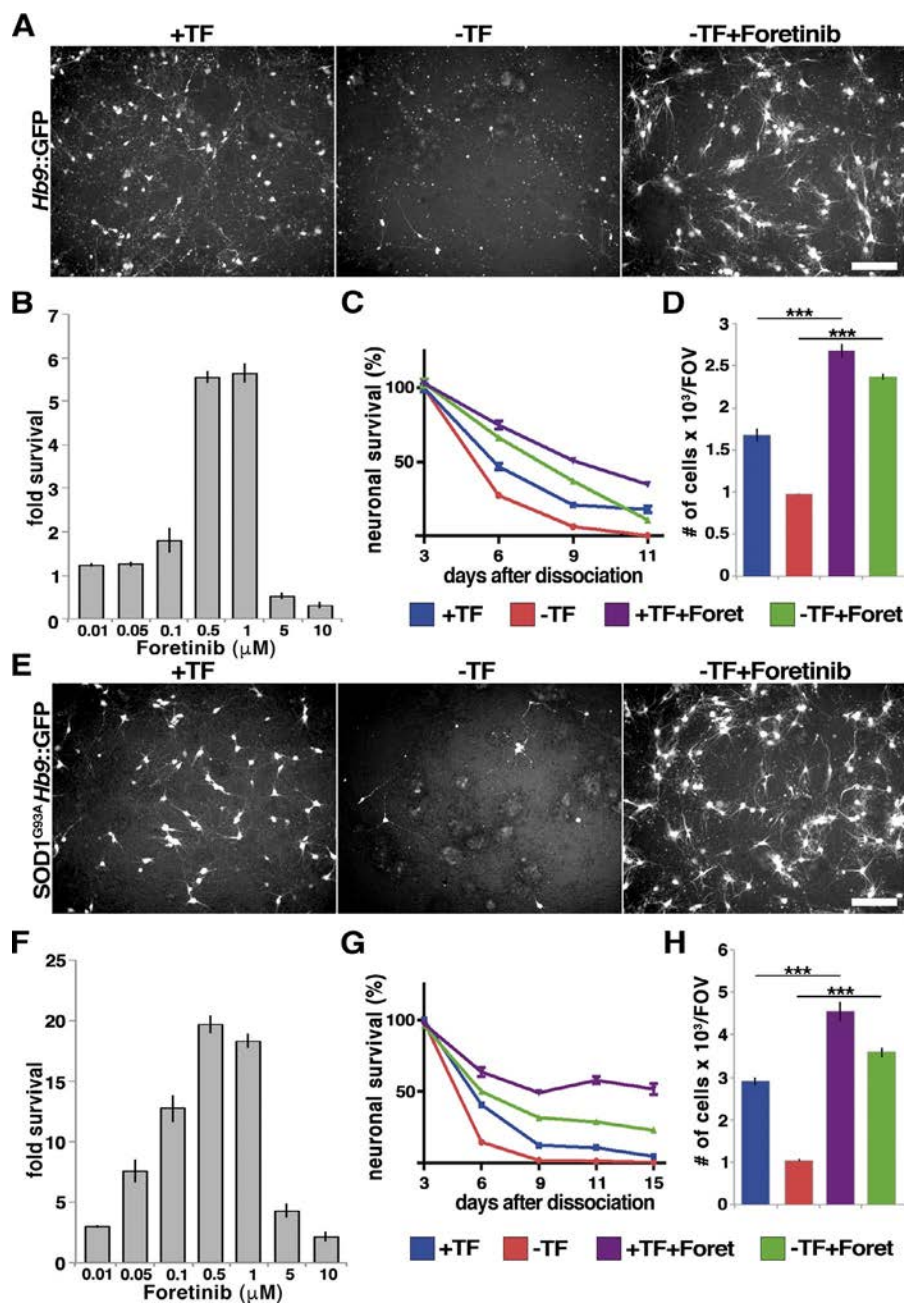 A
+TF
-TF
-TF+Foretinib
Hb9::GFP
B
fold survival
7
6
5
4
3
2
1
0
0.01 0.05 0.1 0.5 1 5 10
Foretinib (μM)
C
neuronal survival (%)
100
50
3 6 9 11
days after dissociation
D
# of cells x 10³/FOV
3
2.5
2
1.5
1
0.5
0
***
***
+TF -TF +TF+Foret -TF+Foret
E
+TF
-TF
-TF+Foretinib
SOD1ᴳ⁹³ᴬHb9::GFP
F
fold survival
25
20
15
10
5
0
0.01 0.05 0.1 0.5 1 5 10
Foretinib (μM)
G
neuronal survival (%)
100
50
3 6 9 11 15
days after dissociation
H
# of cells x 10³/FOV
6
5
4
3
2
1
0
***
***
+TF -TF +TF+Foret -TF+Foret